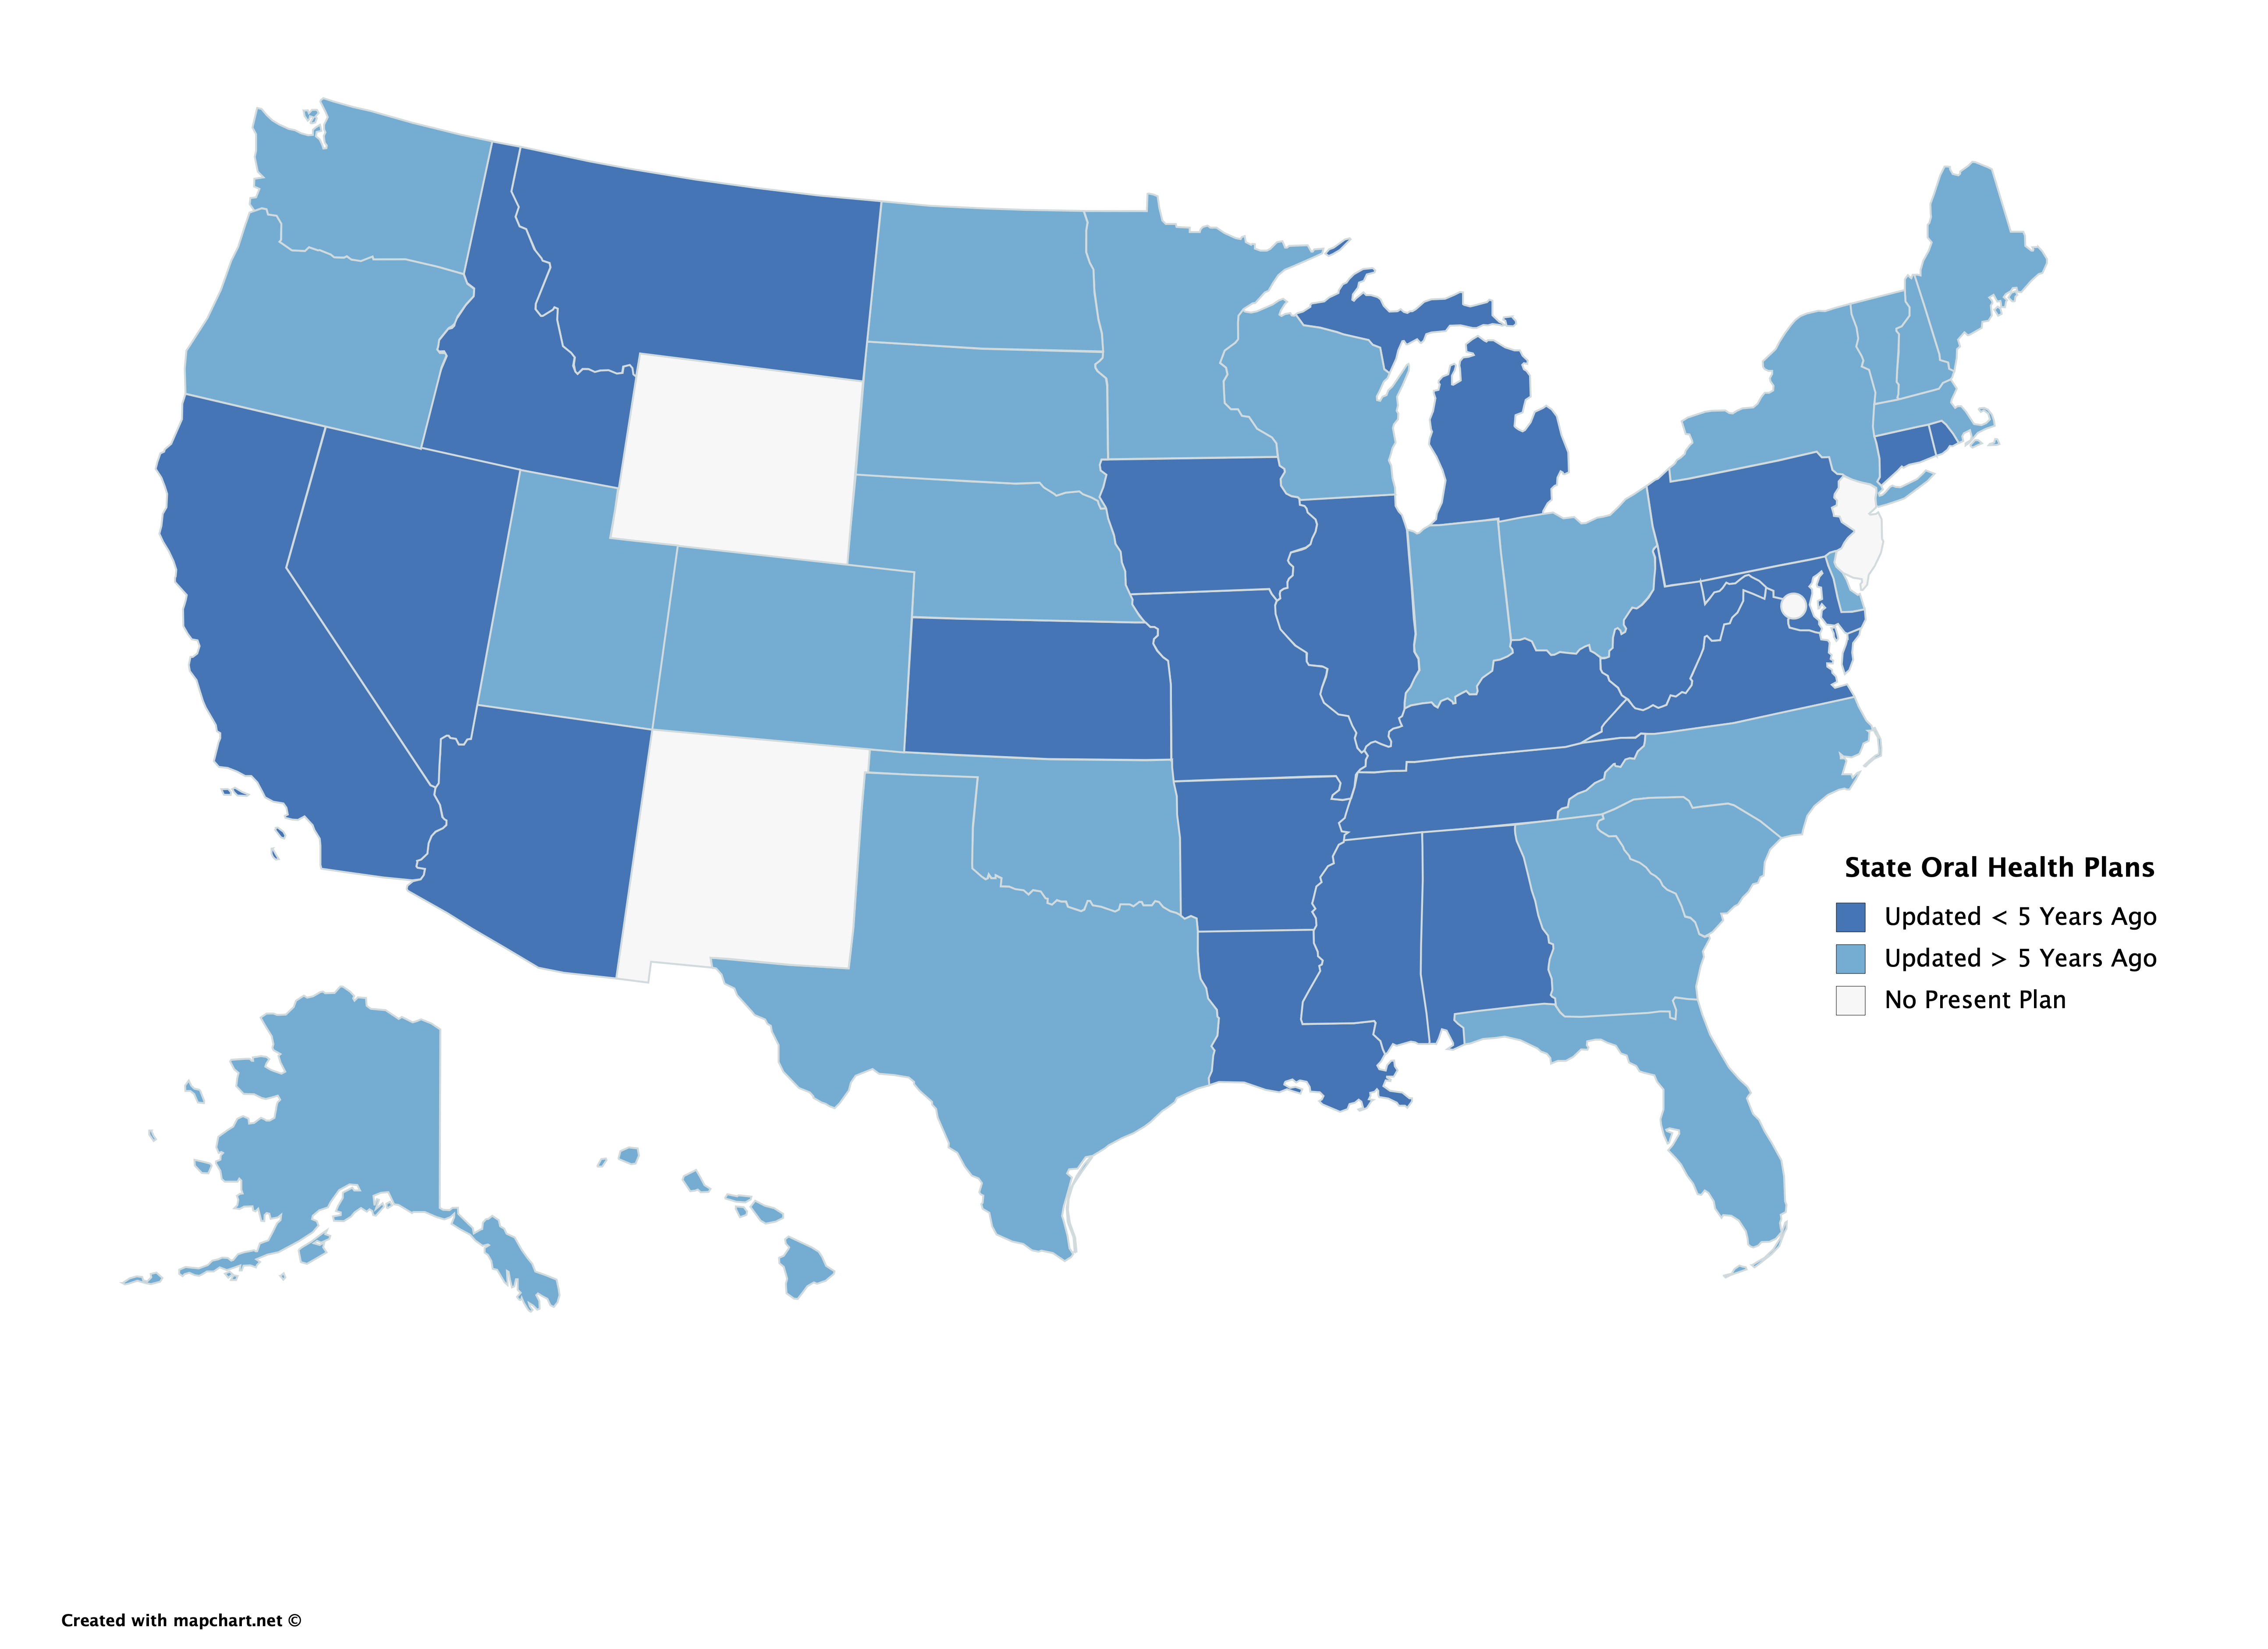 State Oral Health Plans
Updated < 5 Years Ago
Updated > 5 Years Ago
No Present Plan
Created with mapchart.net ©